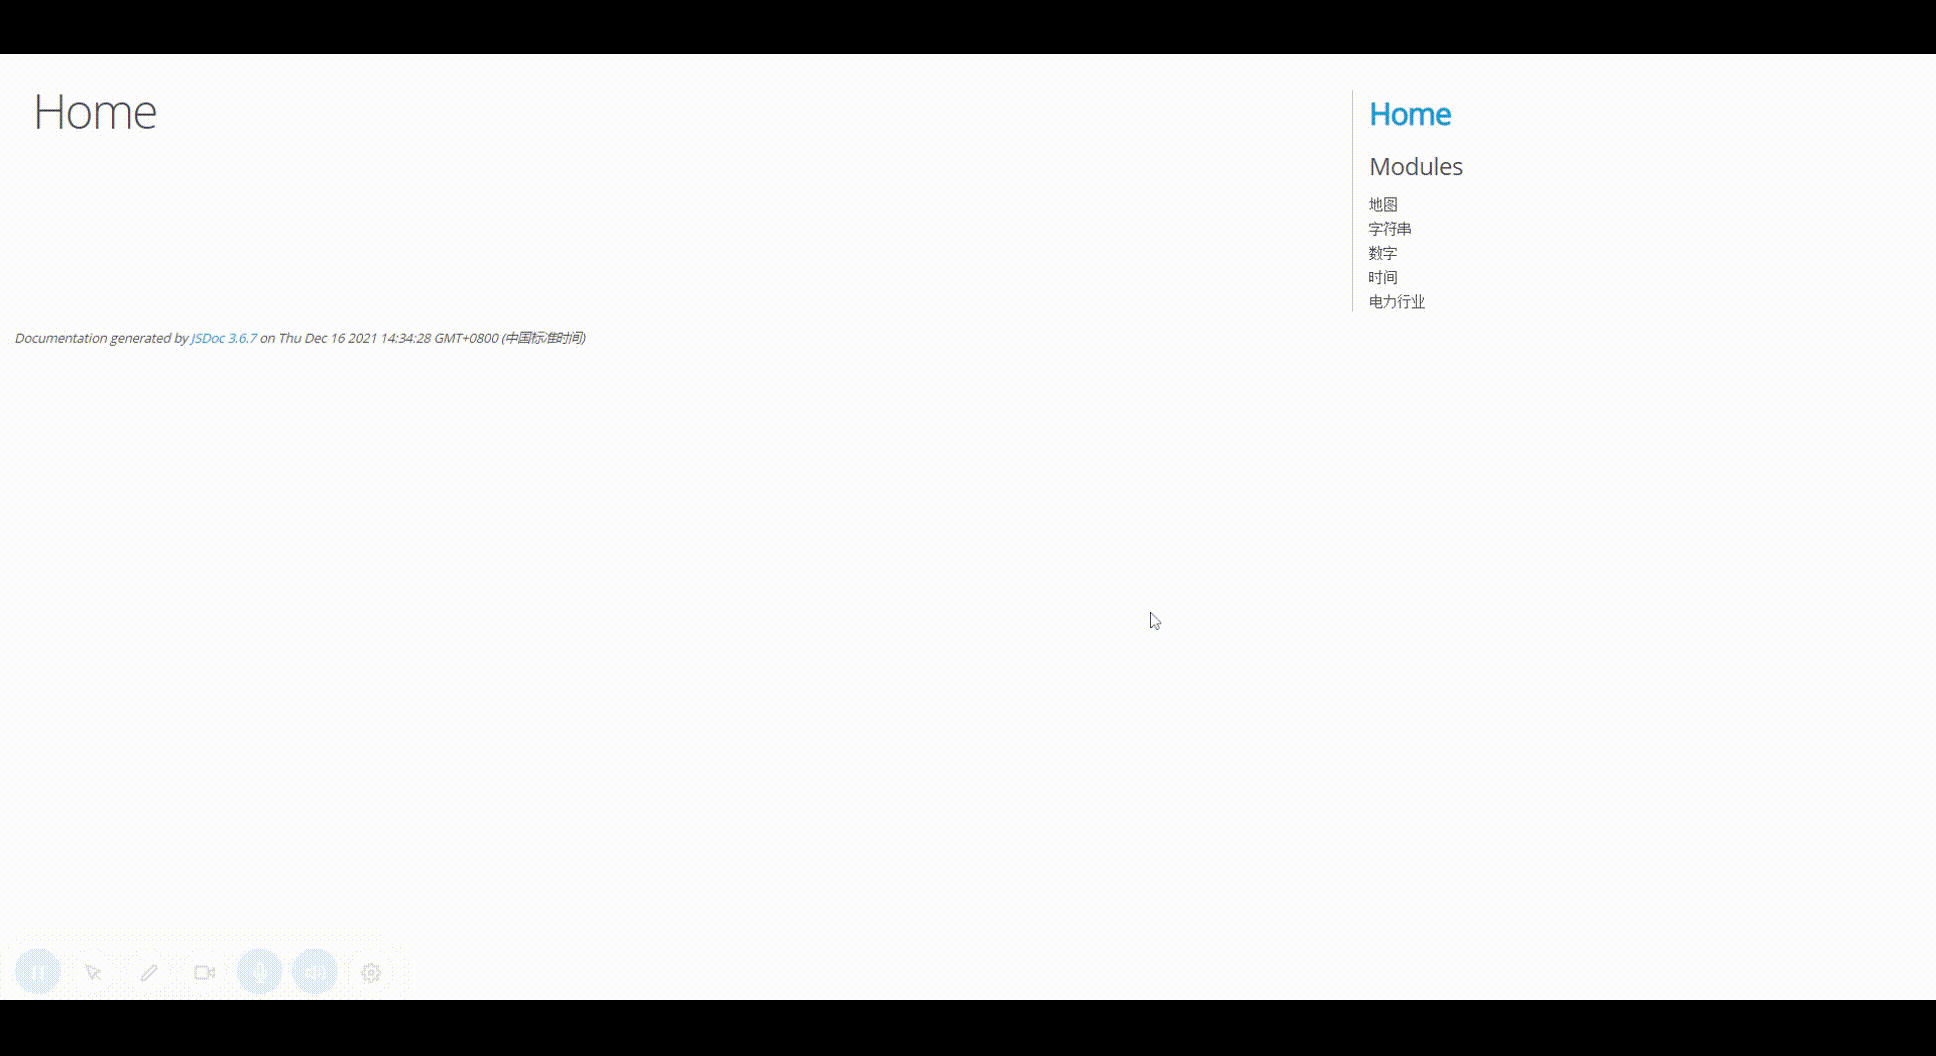 Home
Home
Modules
地图
字符串
数字
时间
电力行业
Documentation generated by JSDoc 3.6.7 on Thu Dec 16 2021 14:34:28 GMT+0800 (中国标准时间)